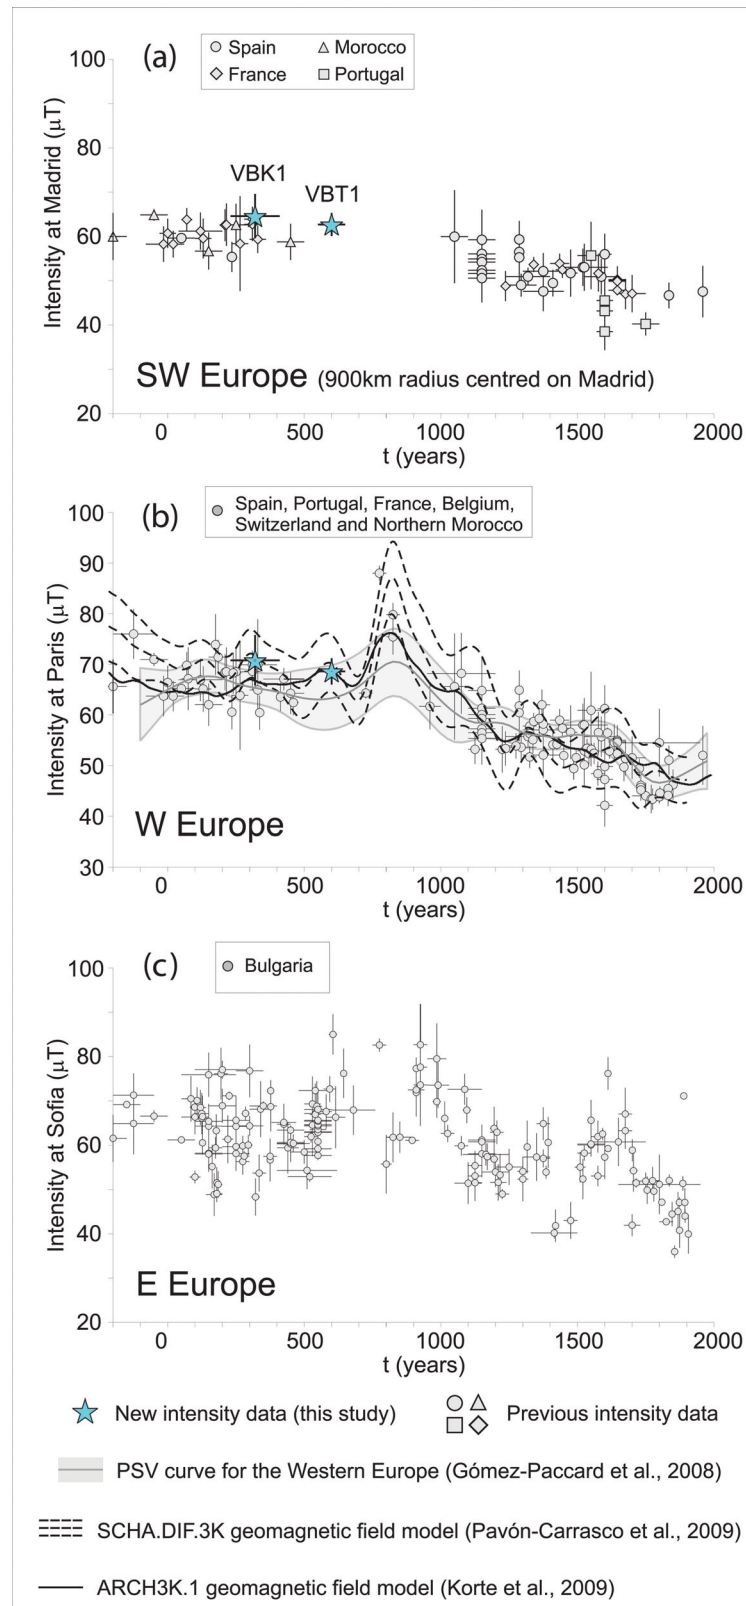 (a)
Spain
Morocco
France
Portugal
100
80
60
40
20
Intensity at Madrid (µT)
VBK1
VBT1
SW Europe (900km radius centred on Madrid)
0 500 1000 1500 2000
t (years)
(b)
Spain, Portugal, France, Belgium,
Switzerland and Northern Morocco
100
90
80
70
60
50
40
30
Intensity at Paris (µT)
W Europe
0 500 1000 1500 2000
t (years)
(c)
Bulgaria
100
80
60
40
20
Intensity at Sofia (µT)
E Europe
0 500 1000 1500 2000
t (years)
New intensity data (this study)
Previous intensity data
PSV curve for the Western Europe (Gómez-Paccard et al., 2008)
SCHA.DIF.3K geomagnetic field model (Pavón-Carrasco et al., 2009)
ARCH3K.1 geomagnetic field model (Korte et al., 2009)